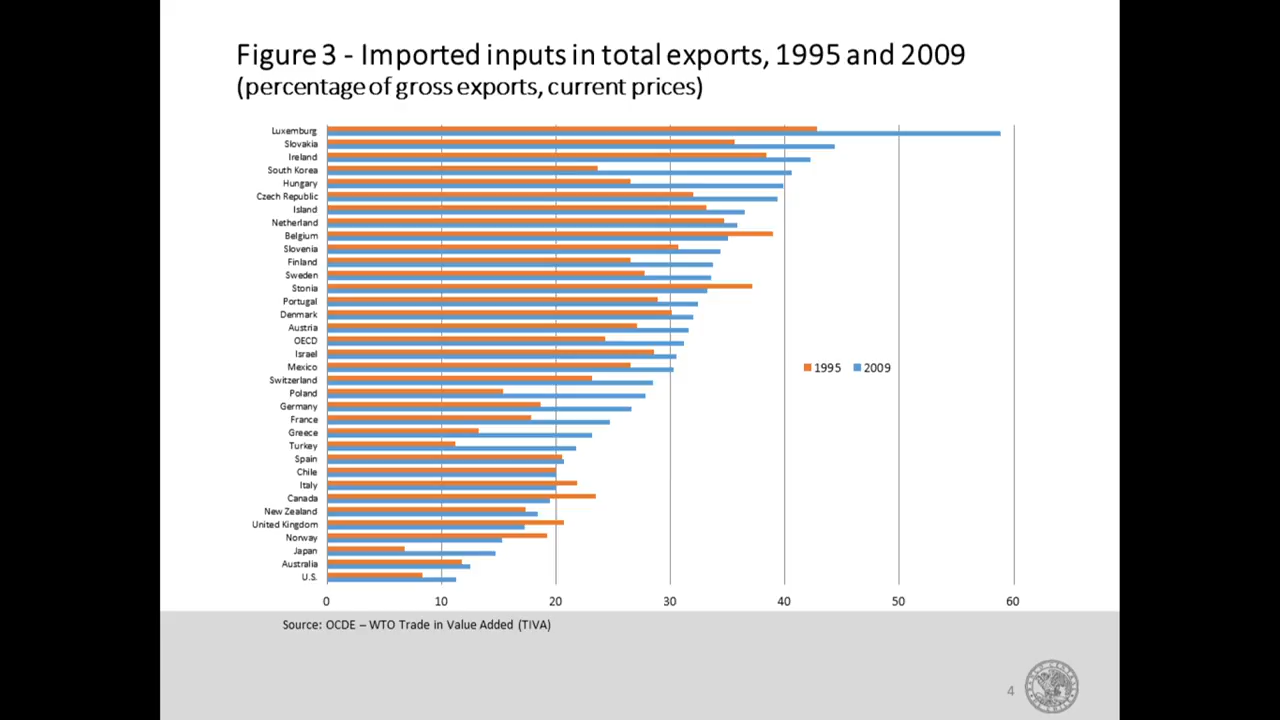 Figure 3 - Imported inputs in total exports, 1995 and 2009
(percentage of gross exports, current prices)
Luxemburg
Slovakia
Ireland
South Korea
Hungary
Czech Republic
Island
Netherland
Belgium
Slovenia
Finland
Sweden
Stonia
Portugal
Denmark
Austria
OECD
Israel
Mexico
Switzerland
Poland
Germany
France
Greece
Turkey
Spain
Chile
Italy
Canada
New Zealand
United Kingdom
Norway
Japan
Australia
U.S.
1995 2009
0 10 20 30 40 50 60
Source: OCDE – WTO Trade in Value Added (TIVA)
4